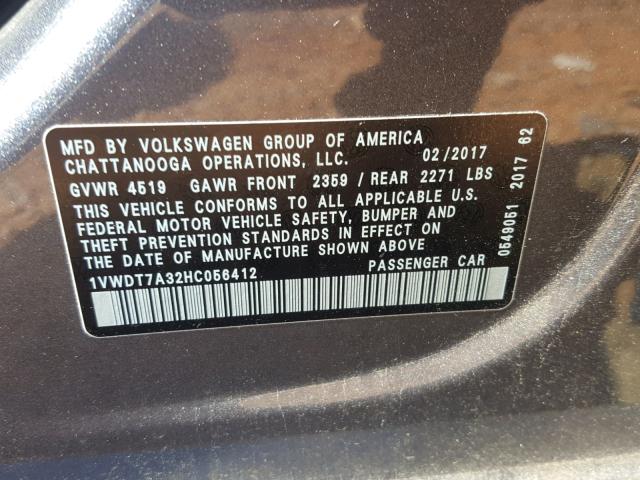 MFD BY VOLKSWAGEN GROUP OF AMERICA
CHATTANOOGA OPERATIONS, LLC. 02/2017
GVWR 4519 GAWR FRONT 2359 / REAR 2271 LBS
THIS VEHICLE CONFORMS TO ALL APPLICABLE U.S.
FEDERAL MOTOR VEHICLE SAFETY, BUMPER AND
THEFT PREVENTION STANDARDS IN EFFECT ON
THE DATE OF MANUFACTURE SHOWN ABOVE
1VWDT7A32HC056412 PASSENGER CAR
0549051 2017 62